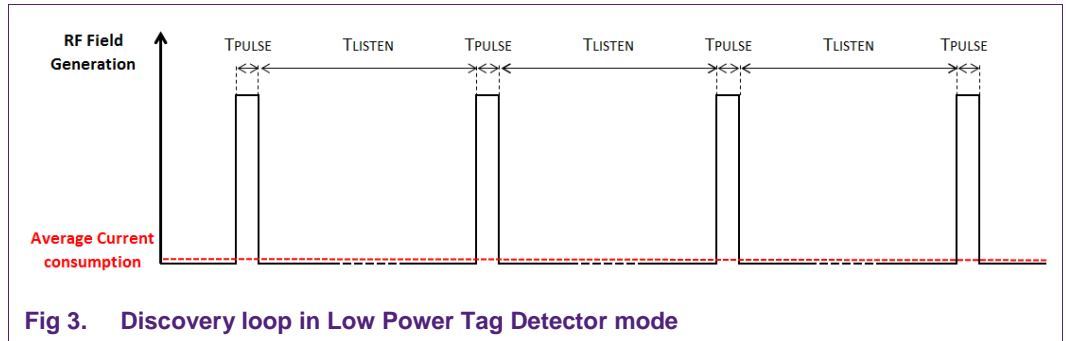 RF Field
Generation
TPULSE TLISTEN TPULSE TLISTEN TPULSE TLISTEN TPULSE
Average Current
consumption
Fig 3. Discovery loop in Low Power Tag Detector mode